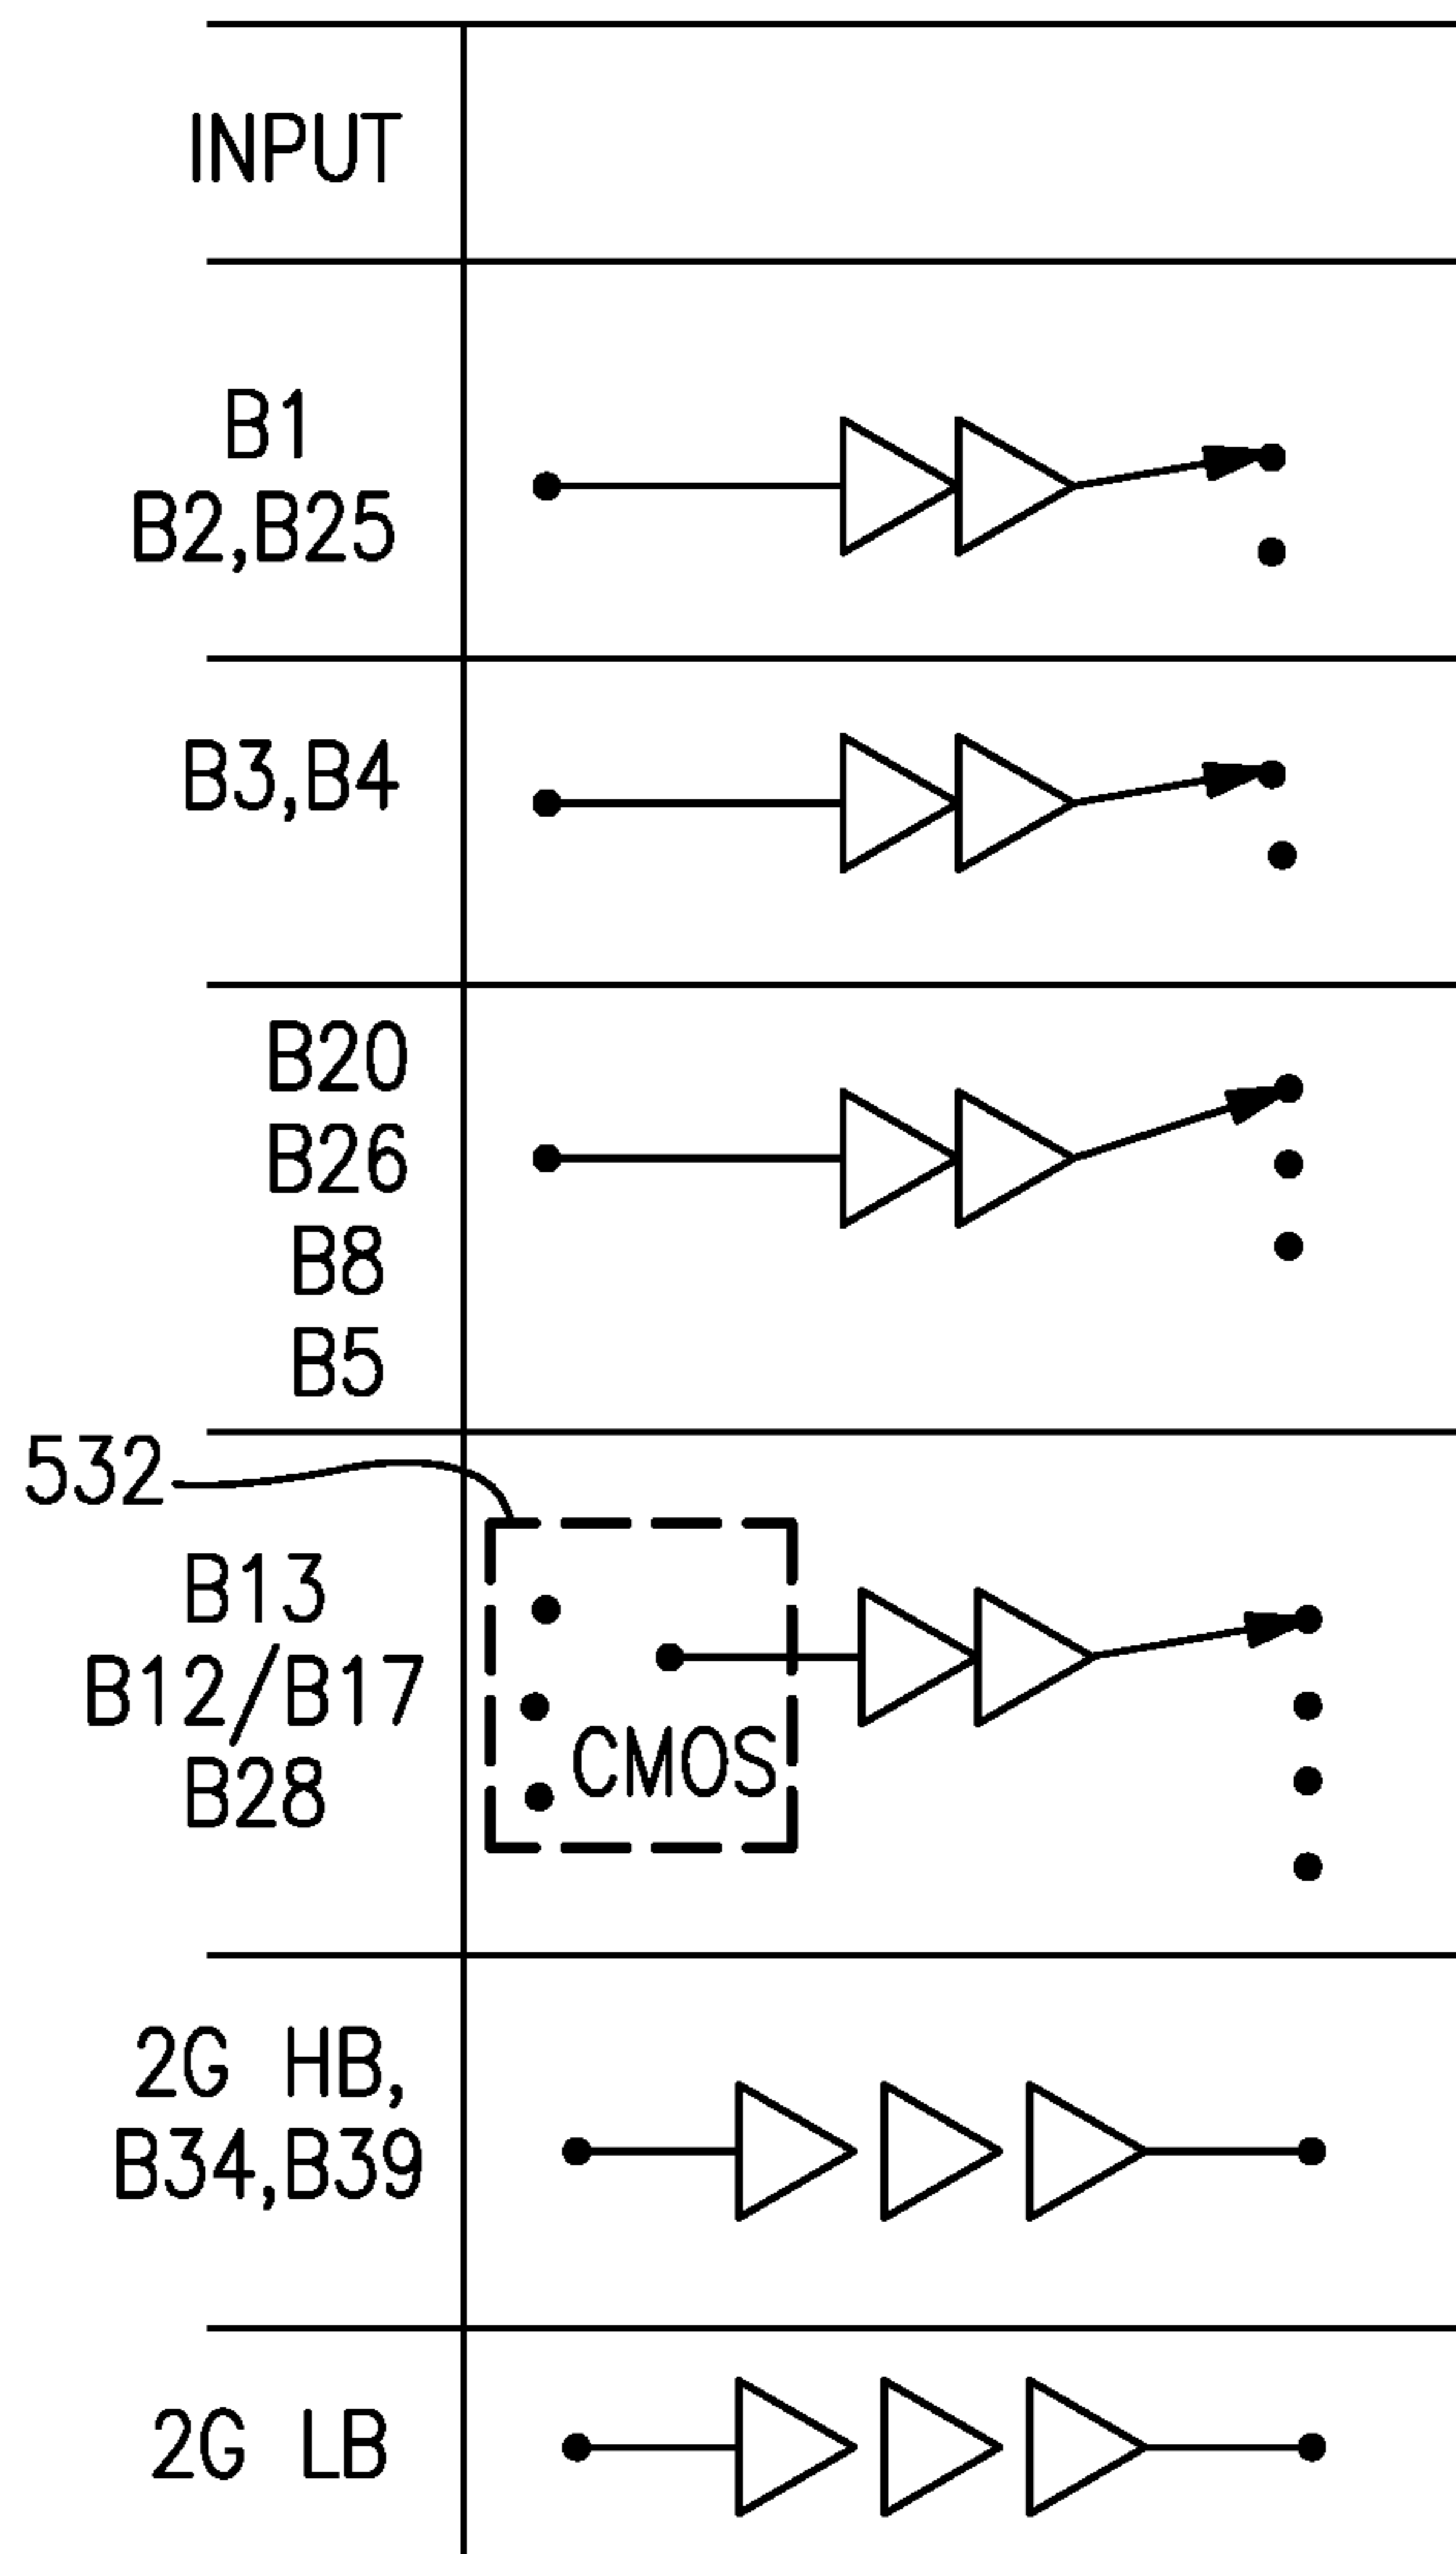 INPUT
B1
B2,B25
B3,B4
B20
B26
B8
B5
532
B13
B12/B17
B28
CMOS
2G HB,
B34,B39
2G LB